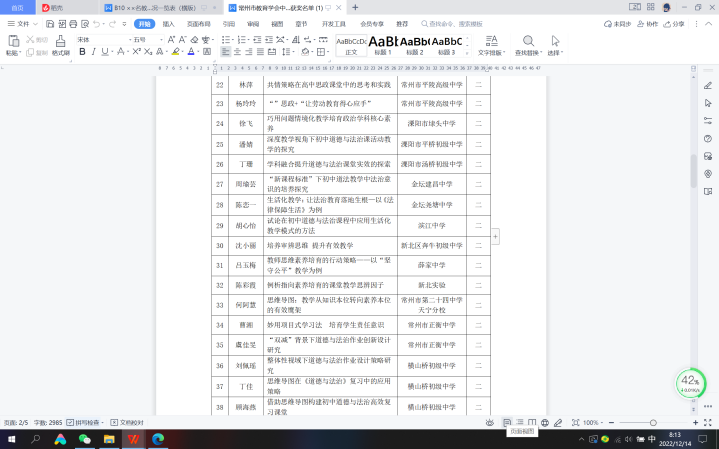 首页
稻壳
常州市教育学会中...获奖名单 (1)
文件
开始
插入
页面布局
引用
审阅
视图
章节
开发工具
会员专享
推荐
查找命令、搜索模板
未同步
协作
分享
粘贴
剪切
复制
格式刷
宋体
五号
AaBbCcDd
正文
标题 1
标题 2
标题 3
文字排版
查找替换
选择
22 林萍 共情策略在高中思政课堂中的思考和实践 常州市平陵高级中学 二
23 杨玲玲 “”思政+“让劳动教育得心应手” 常州市平陵高级中学 二
24 徐飞 巧用问题情境化教学培育政治学科核心素养 溧阳市埭头中学 二
25 潘婧 深度教学视角下初中道德与法治课活动教学的探究 溧阳市平桥初级中学 二
26 丁珊 学科融合提升道德与法治课堂实效的探索 溧阳市汤桥初级中学 二
27 周瑜芸 “新课程标准”下初中道法教学中法治意识的培养探究 金坛建昌中学 二
28 陈恋一 生活化教学:让法治教育落地生根—以《法律保障生活》为例 金坛尧塘中学 二
29 胡心怡 试论在初中道德与法治课程中应用生活化教学模式的方法 滨江中学 二
30 沈小丽 培养审辨思维 提升有效教学 新北区奔牛初级中学 二
31 吕玉梅 教师思维素养培育的行动策略——以“坚守公平”教学为例 薛家中学 二
32 陈彩霞 例析指向素养培育的课堂教学思辨因子 新北实验 二
33 何阿慧 思维导图:教学从知识本位转向素养本位的有效鹰架 常州市第二十四中学天宁分校 二
34 曹湘 妙用项目式学习法 培育学生责任意识 常州市正衡中学 二
35 虞佳旻 “双减”背景下道德与法治作业创新设计研究 常州市正衡中学 二
36 刘佩瑶 整体性视域下道德与法治作业设计策略研究 横山桥初级中学 二
37 丁佳 思维导图在《道德与法治》复习中的应用策略 横山桥初级中学 二
38 顾海燕 借助思维导图构建初中道德与法治高效复习课堂 横山桥初级中学 二
42%
页面: 2/5
字数: 2985
拼写检查
文档校对
100%
页面视图
中
8:13
2022/12/14